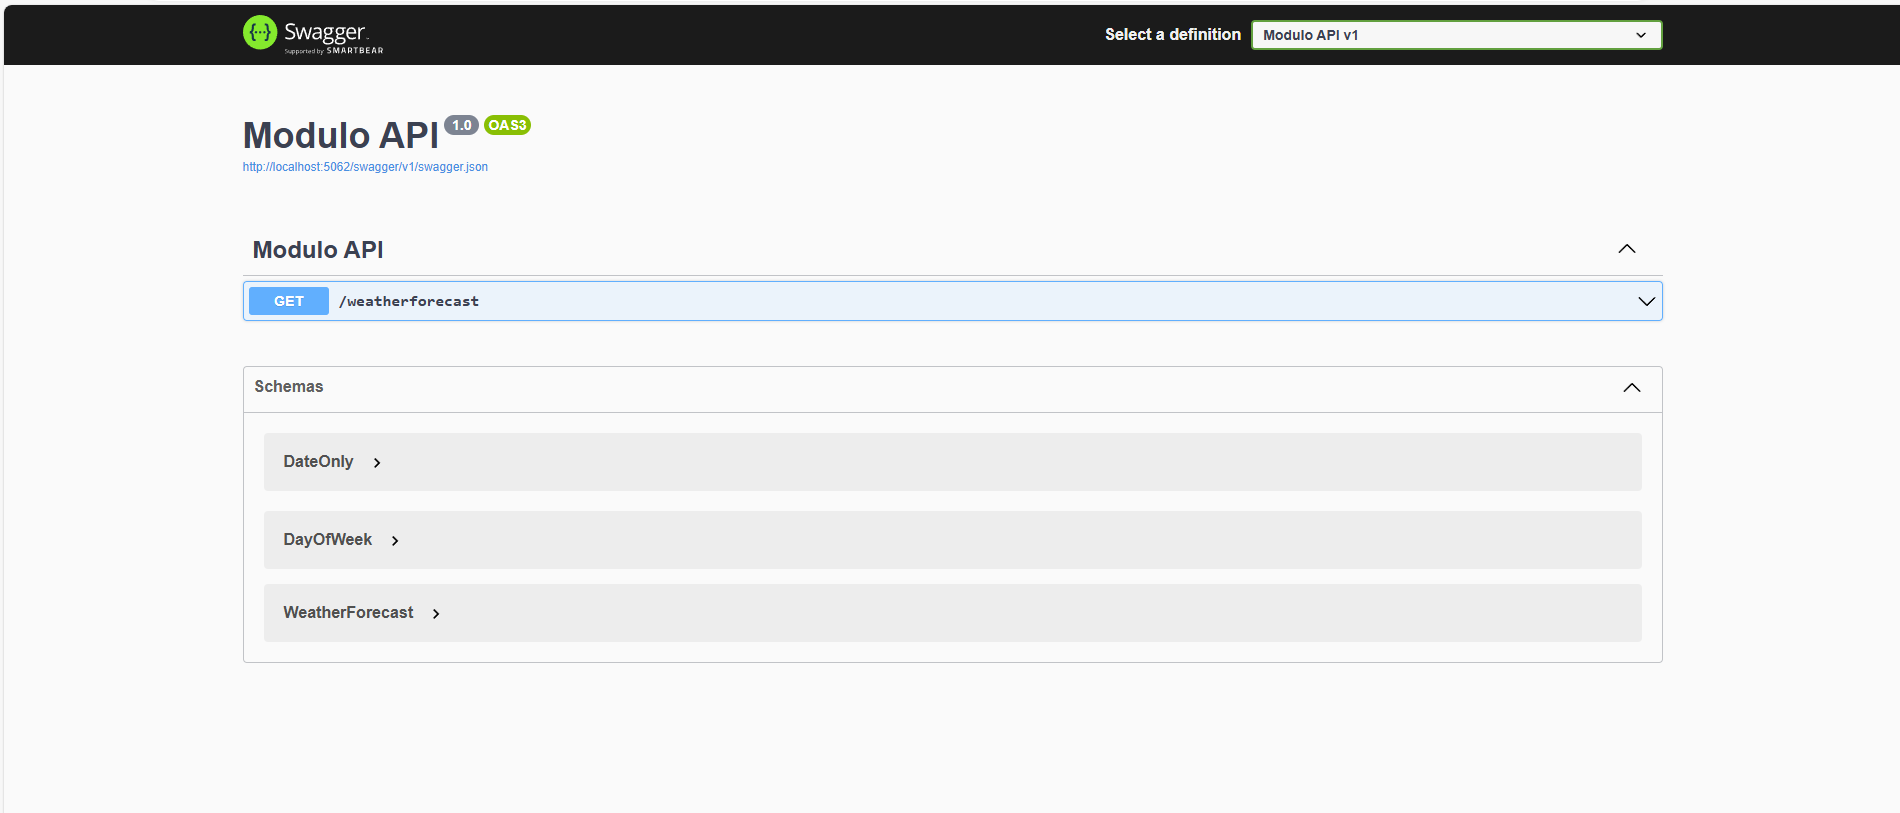 {···} Swagger™
Supported by SMARTBEAR
Select a definition
Modulo API v1
Modulo API 1.0 OAS3
http://localhost:5062/swagger/v1/swagger.json
Modulo API
GET /weatherforecast
Schemas
DateOnly
DayOfWeek
WeatherForecast